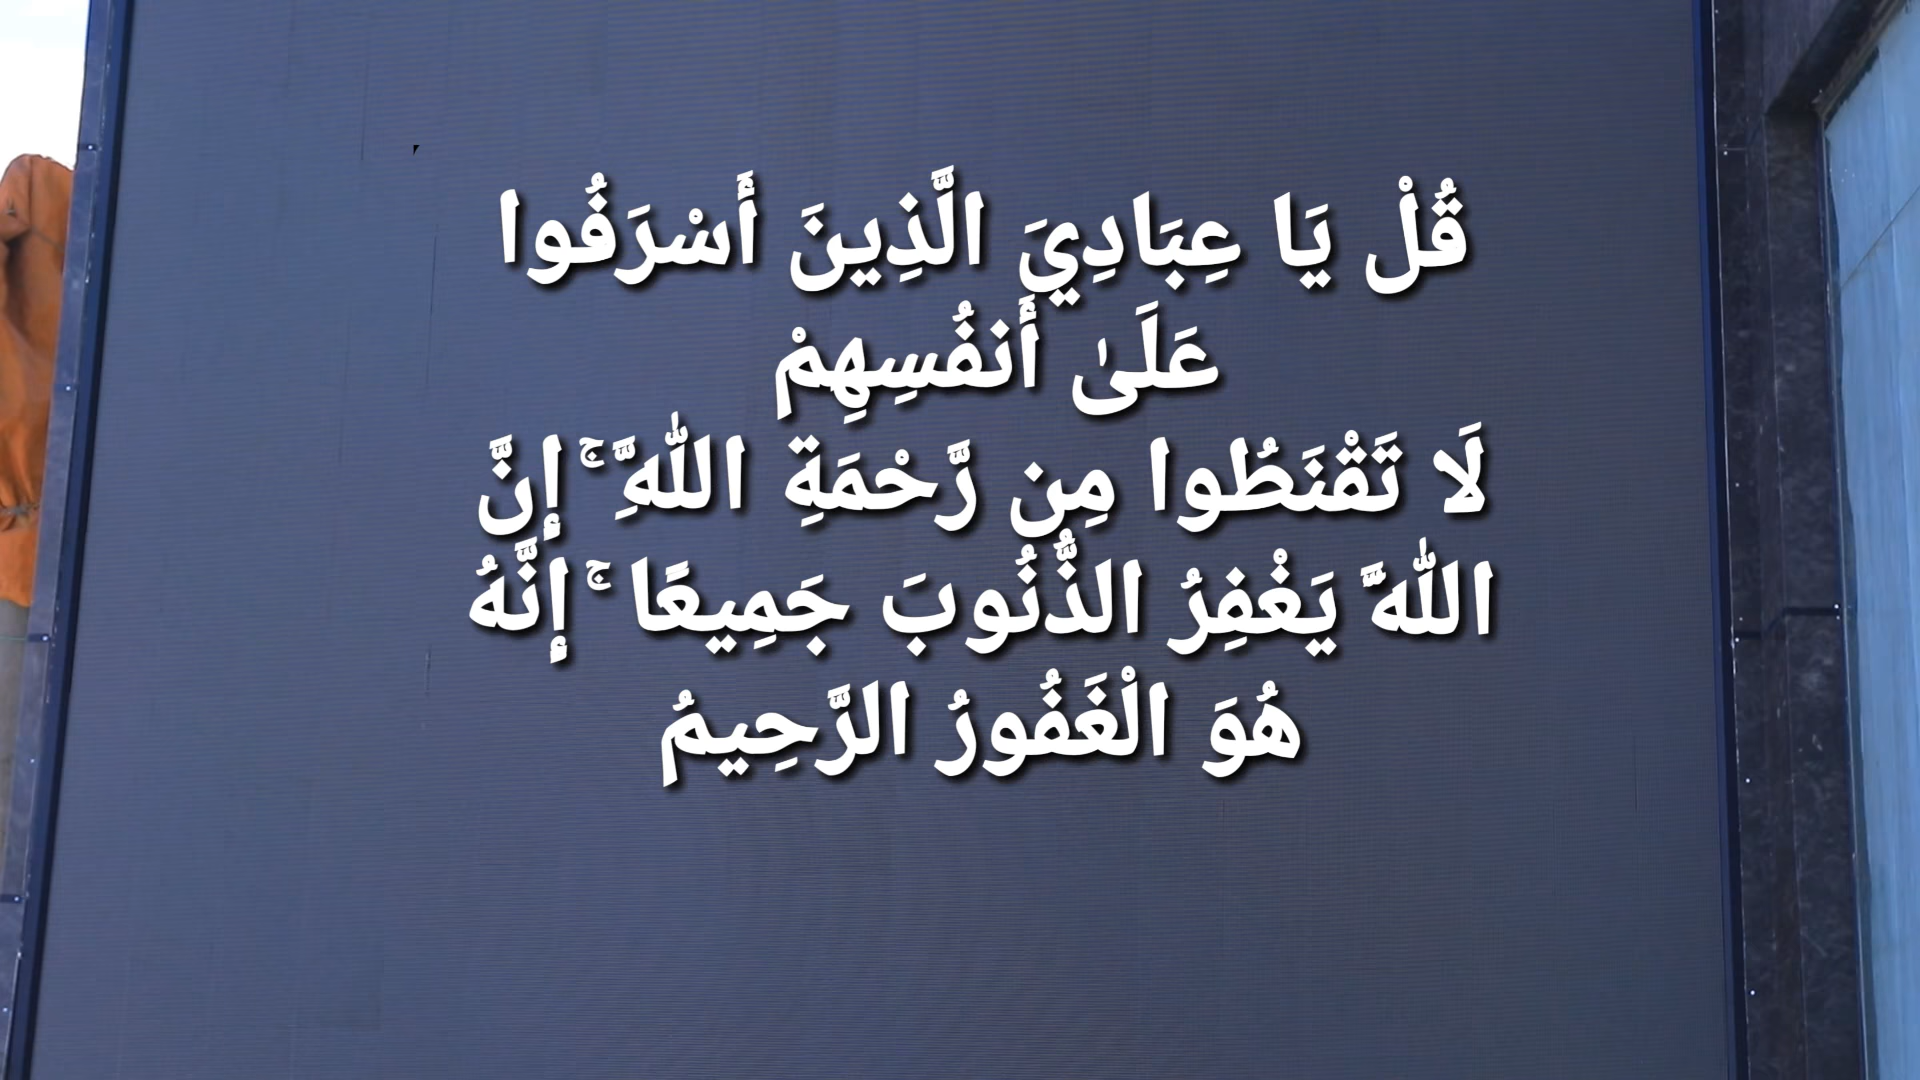 قُلْ يَا عِبَادِيَ الَّذِينَ أَسْرَفُوا
عَلَىٰ أَنفُسِهِمْ
لَا تَقْنَطُوا مِن رَّحْمَةِ اللَّهِ ۚ إِنَّ
اللَّهَ يَغْفِرُ الذُّنُوبَ جَمِيعًا ۚ إِنَّهُ
هُوَ الْغَفُورُ الرَّحِيمُ